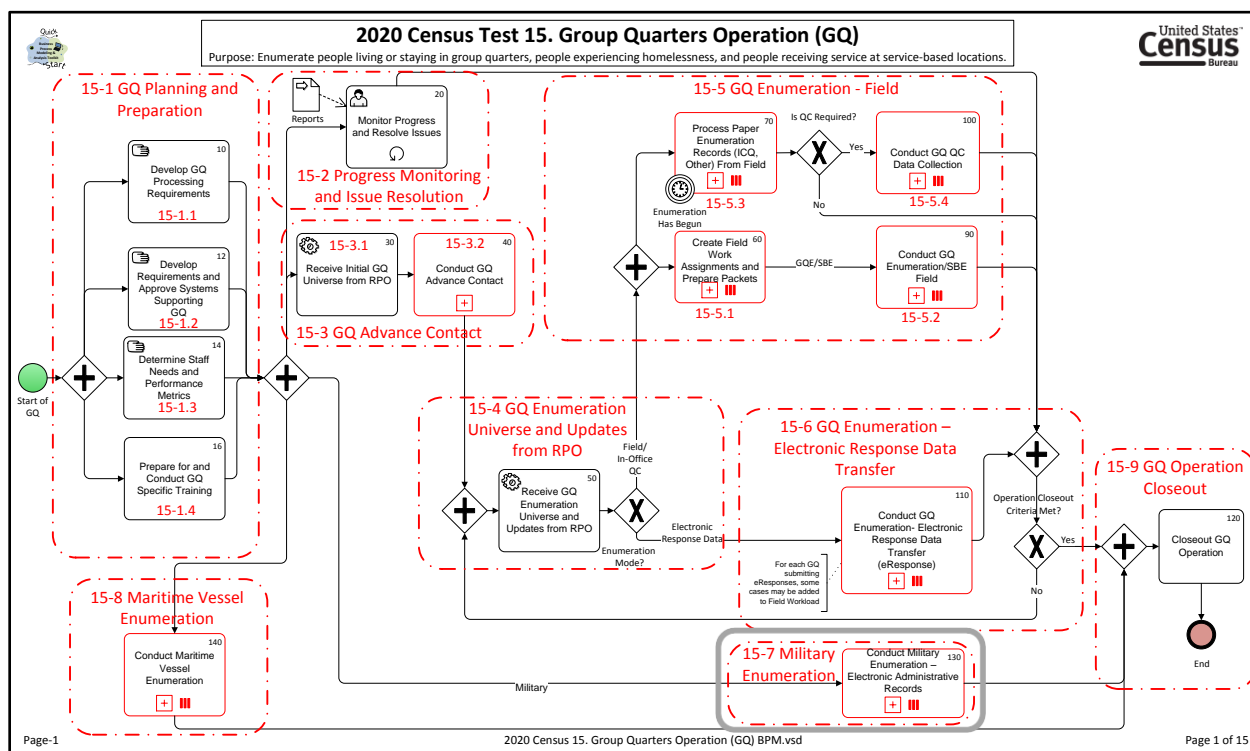 Quick
Start
2020 Census Test 15. Group Quarters Operation (GQ)
Purpose: Enumerate people living or staying in group quarters, people experiencing homelessness, and people receiving service at service-based locations.
United States™
Census
Bureau
15-1 GQ Planning and
Preparation
10
Develop GQ
Processing
Requirements
15-1.1
12
Develop
Requirements and
Approve Systems
Supporting
GQ
15-1.2
14
Determine Staff
Needs and
Performance
Metrics
15-1.3
16
Prepare for and
Conduct GQ
Specific Training
15-1.4
Start of
GQ
Reports
20
Monitor Progress
and Resolve Issues
15-2 Progress Monitoring
and Issue Resolution
15-3.1
30
Receive Initial GQ
Universe from RPO
15-3.2
40
Conduct GQ
Advance Contact
15-3 GQ Advance Contact
15-5 GQ Enumeration - Field
70
Process Paper
Enumeration
Records (ICQ,
Other) From Field
15-5.3
Enumeration
Has Begun
Is QC Required?
Yes
No
100
Conduct GQ QC
Data Collection
15-5.4
60
Create Field
Work
Assignments and
Prepare Packets
15-5.1
GQE/SBE
90
Conduct GQ
Enumeration/SBE
Field
15-5.2
15-4 GQ Enumeration
Universe and Updates
from RPO
50
Receive GQ
Enumeration
Universe and
Updates from RPO
Field/
In-Office
QC
Enumeration
Mode?
Electronic
Response Data
15-6 GQ Enumeration –
Electronic Response Data
Transfer
110
Conduct GQ
Enumeration- Electronic
Response Data
Transfer
(eResponse)
For each GQ
submitting
eResponses, some
cases may be added
to Field Workload
Operation Closeout
Criteria Met?
Yes
No
15-9 GQ Operation
Closeout
120
Closeout GQ
Operation
End
15-8 Maritime Vessel
Enumeration
140
Conduct Maritime
Vessel
Enumeration
Military
15-7 Military
Enumeration
130
Conduct Military
Enumeration –
Electronic Administrative
Records
Page-1
2020 Census 15. Group Quarters Operation (GQ) BPM.vsd
Page 1 of 15